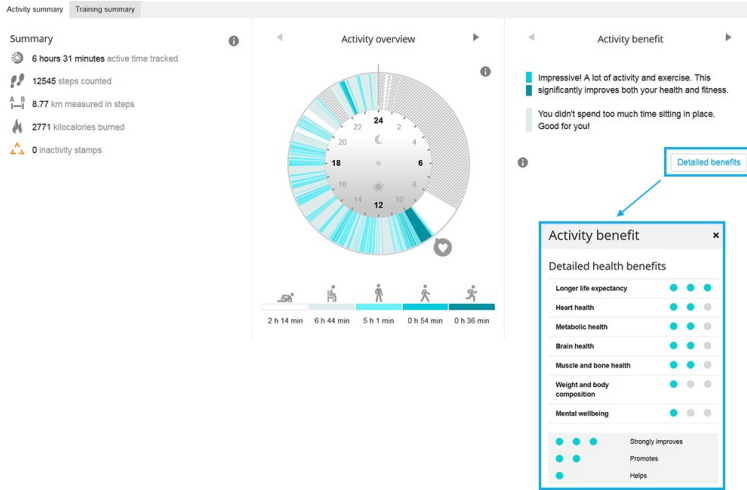 Activity summary
Training summary
Summary
6 hours 31 minutes active time tracked
12545 steps counted
A B
8.77 km measured in steps
2771 kilocalories burned
0 inactivity stamps
Activity overview
24
2
4
6
8
10
12
14
16
18
20
22
2 h 14 min
6 h 44 min
5 h 1 min
0 h 54 min
0 h 36 min
Activity benefit
Impressive! A lot of activity and exercise. This
significantly improves both your health and fitness.
You didn't spend too much time sitting in place.
Good for you!
Detailed benefits
Activity benefit
×
Detailed health benefits
Longer life expectancy
Heart health
Metabolic health
Brain health
Muscle and bone health
Weight and body
composition
Mental wellbeing
Strongly improves
Promotes
Helps